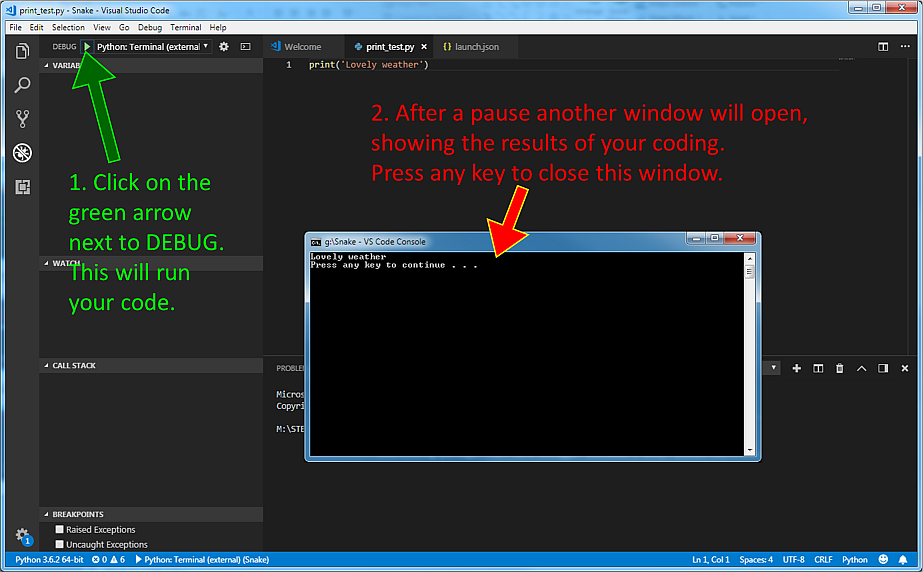 print_test.py - Snake - Visual Studio Code
File Edit Selection View Go Debug Terminal Help
DEBUG Python: Terminal (external
Welcome print_test.py launch.json
VARIAB
1 print('Lovely weather')
1. Click on the
green arrow
next to DEBUG.
This will run
your code.
2. After a pause another window will open,
showing the results of your coding.
Press any key to close this window.
g:\Snake - VS Code Console
Lovely weather
Press any key to continue . . .
WATCH
CALL STACK
PROBLEM
Micros
Copyri
M:\STE
BREAKPOINTS
Raised Exceptions
Uncaught Exceptions
1
Python 3.6.2 64-bit 0 6 Python: Terminal (external) (Snake) Ln 1, Col 1 Spaces: 4 UTF-8 CRLF Python